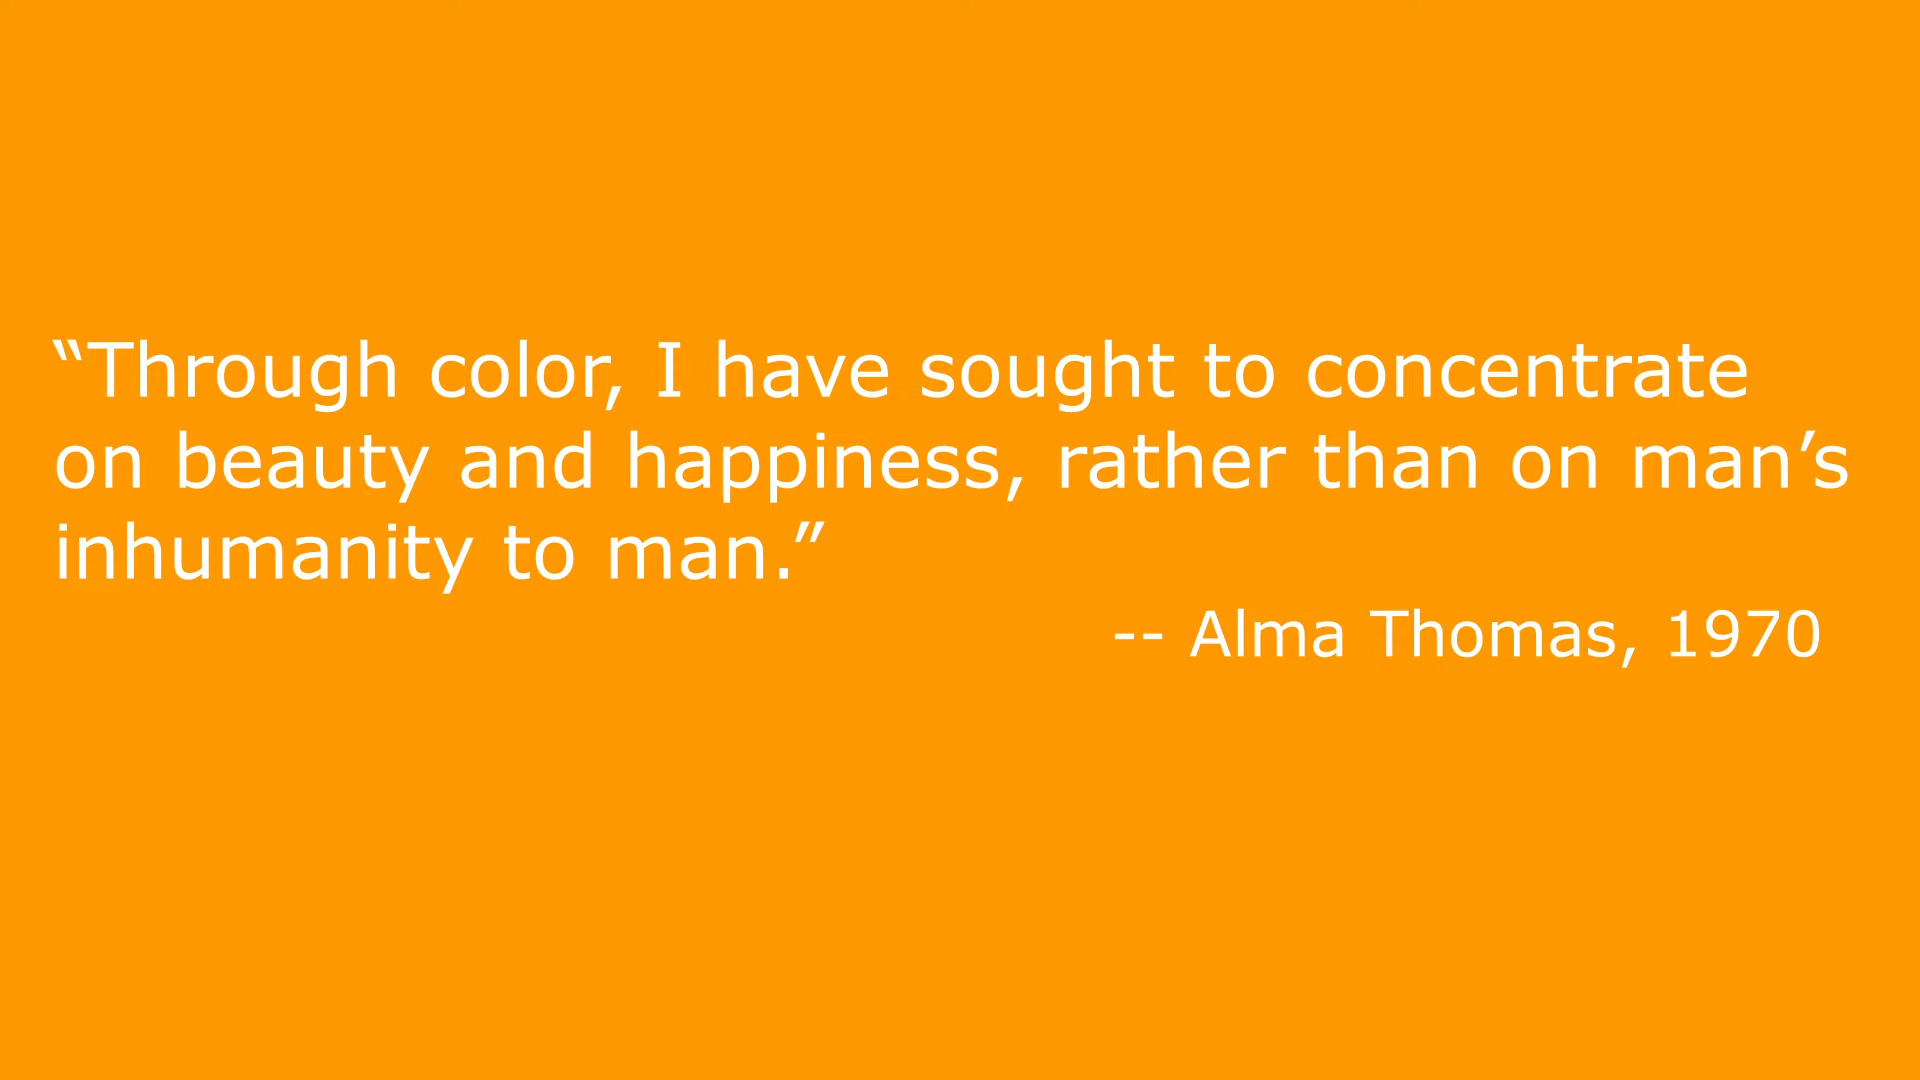 “Through color, I have sought to concentrate
on beauty and happiness, rather than on man’s
inhumanity to man.”
-- Alma Thomas, 1970